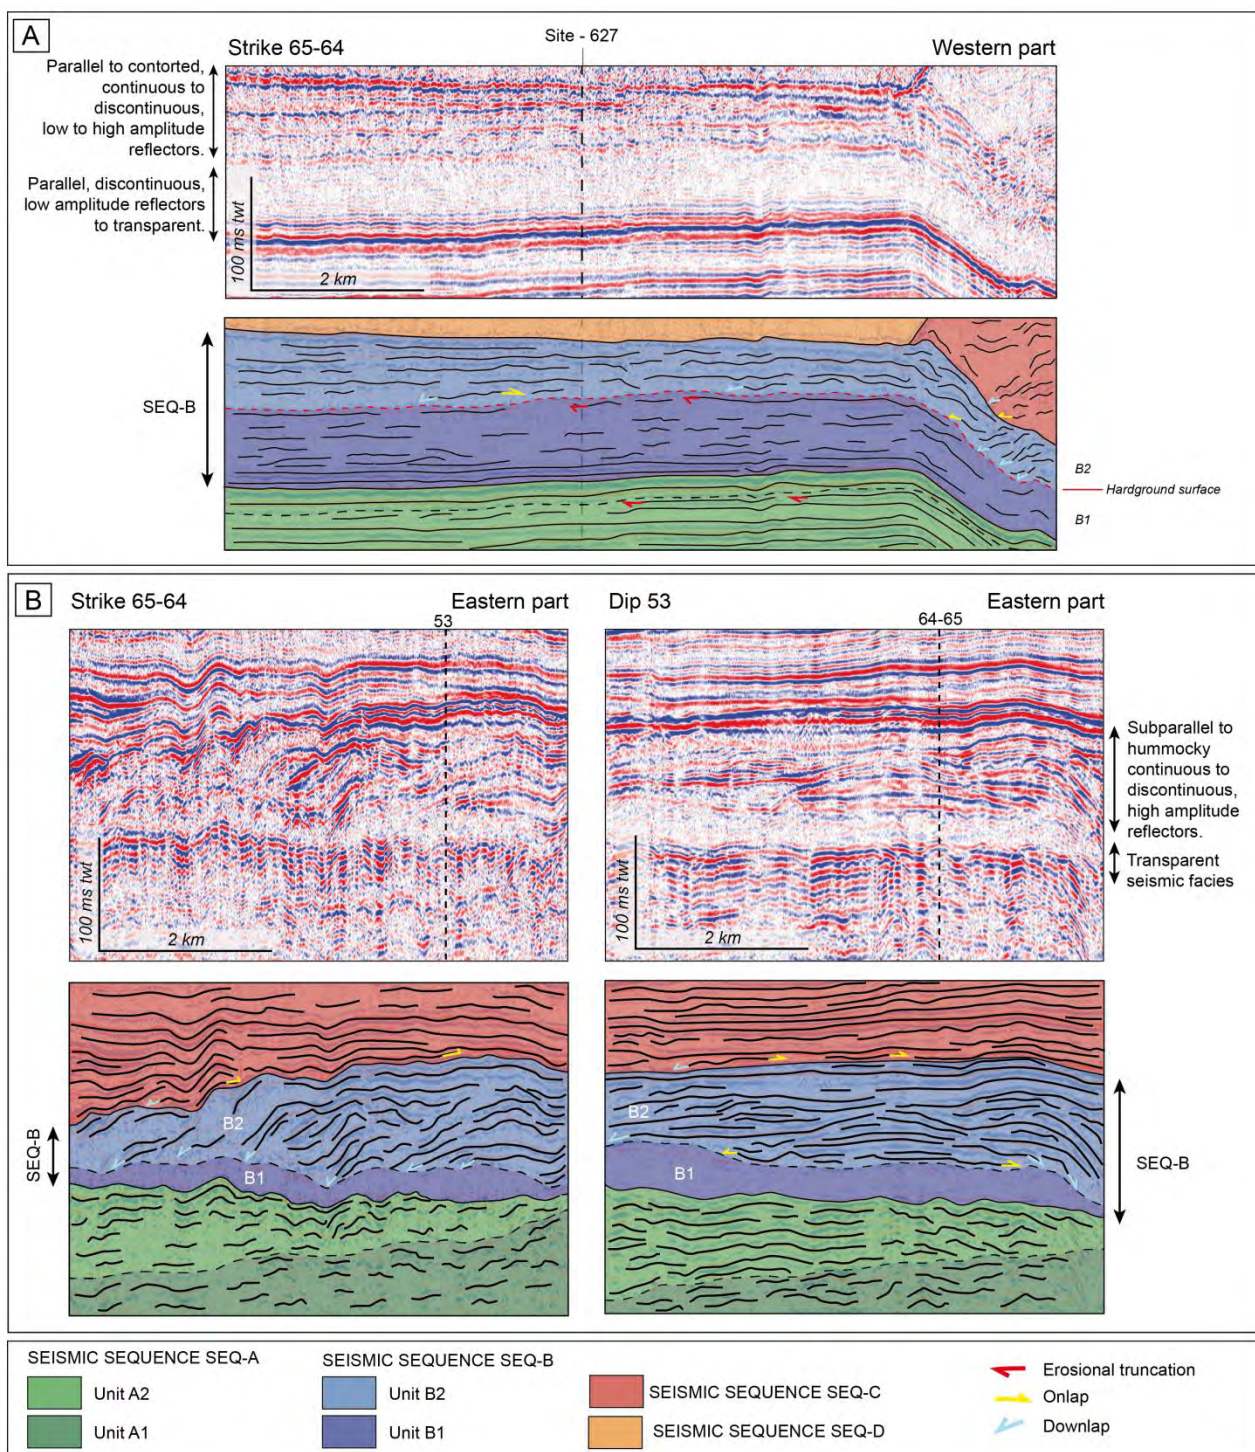 A
Strike 65-64
Site - 627
Western part
Parallel to contorted,
continuous to
discontinuous,
low to high amplitude
reflectors.
Parallel, discontinuous,
low amplitude reflectors
to transparent.
100 ms twt
2 km
SEQ-B
B2
Hardground surface
B1
B
Strike 65-64
Eastern part
53
Dip 53
Eastern part
64-65
100 ms twt
2 km
100 ms twt
2 km
Subparallel to
hummocky
continuous to
discontinuous,
high amplitude
reflectors.
Transparent
seismic facies
SEQ-B
B2
B1
B2
B1
SEQ-B
SEISMIC SEQUENCE SEQ-A
Unit A2
Unit A1
SEISMIC SEQUENCE SEQ-B
Unit B2
Unit B1
SEISMIC SEQUENCE SEQ-C
SEISMIC SEQUENCE SEQ-D
Erosional truncation
Onlap
Downlap